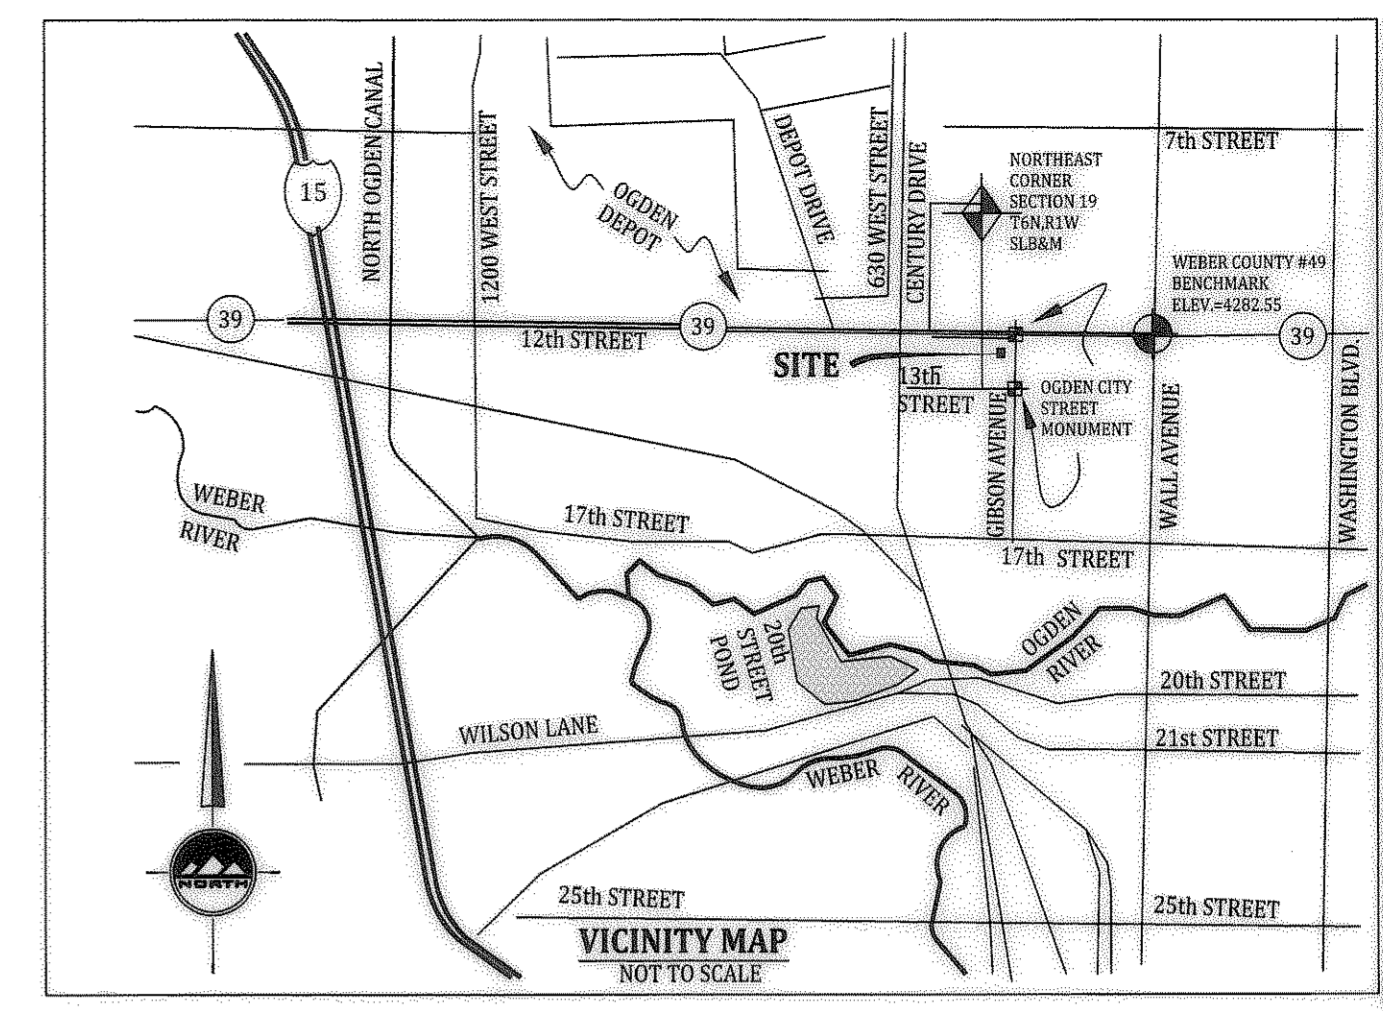 NORTH OGDEN CANAL
1200 WEST STREET
DEPOT DRIVE
630 WEST STREET
CENTURY DRIVE
7th STREET
NORTHEAST
CORNER
SECTION 19
T6N,R1W
SLB&M
15
OGDEN
DEPOT
WEBER COUNTY #49
BENCHMARK
ELEV.=4282.55
39
39
39
12th STREET
SITE
13th
STREET
GIBSON AVENUE
OGDEN CITY
STREET
MONUMENT
WALL AVENUE
WASHINGTON BLVD.
WEBER
RIVER
17th STREET
17th STREET
20th
STREET
POND
OGDEN
RIVER
20th STREET
WILSON LANE
21st STREET
WEBER RIVER
NORTH
25th STREET
25th STREET
VICINITY MAP
NOT TO SCALE